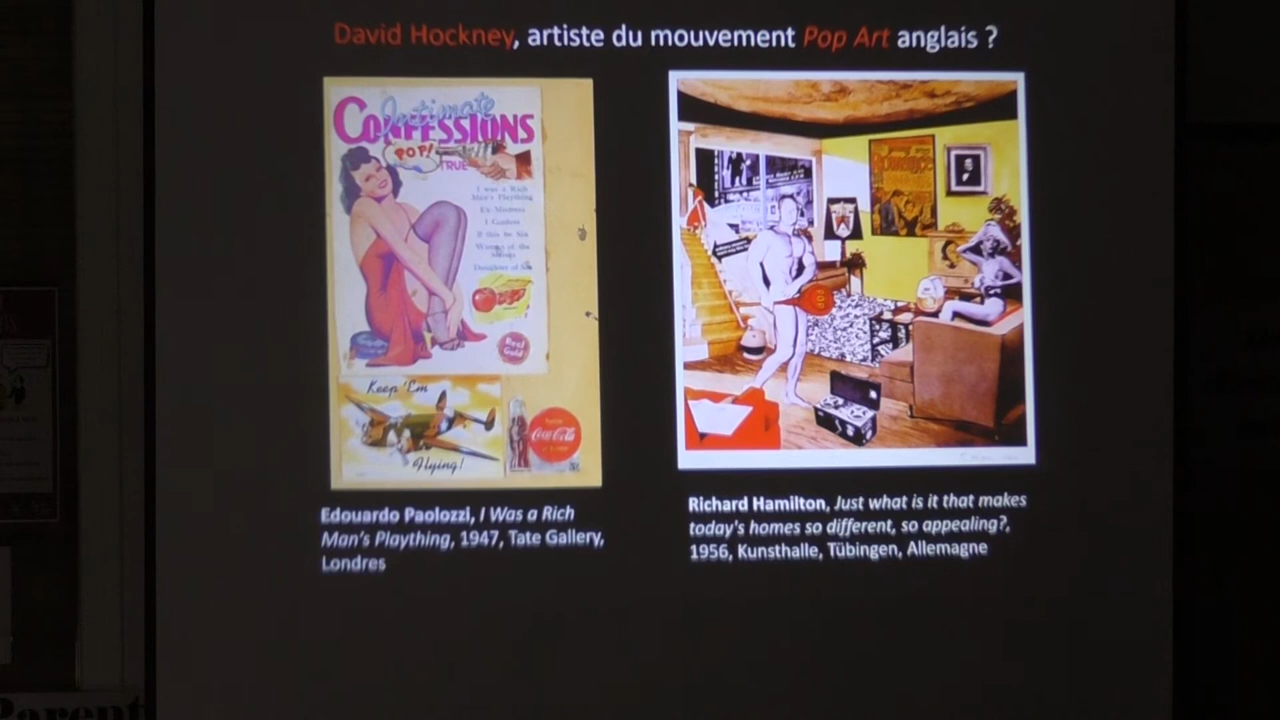 David Hockney, artiste du mouvement Pop Art anglais ?
Intimate
CONFESSIONS
POP!
TRUE
I was a Rich
Man's Plaything
Ex-Mistress
I Confess
If this be Sin
Woman of the
Streets
Daughter of Sin
Real
Gold
Keep 'Em
Flying!
Coca-Cola
POP
Edouardo Paolozzi, I Was a Rich
Man's Plaything, 1947, Tate Gallery,
Londres
Richard Hamilton, Just what is it that makes
today's homes so different, so appealing?,
1956, Kunsthalle, Tübingen, Allemagne
Parent